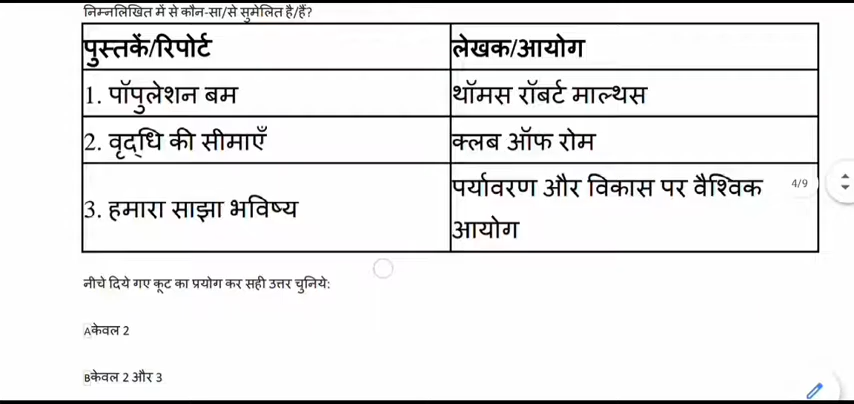 निम्नलिखित में से कौन-सा/से सुमेलित है/हैं?
पुस्तकें/रिपोर्ट लेखक/आयोग
1. पॉपुलेशन बम थॉमस रॉबर्ट माल्थस
2. वृद्धि की सीमाएँ क्लब ऑफ रोम
3. हमारा साझा भविष्य पर्यावरण और विकास पर वैश्विक आयोग
4/9
नीचे दिये गए कूट का प्रयोग कर सही उत्तर चुनिये:
Aकेवल 2
Bकेवल 2 और 3